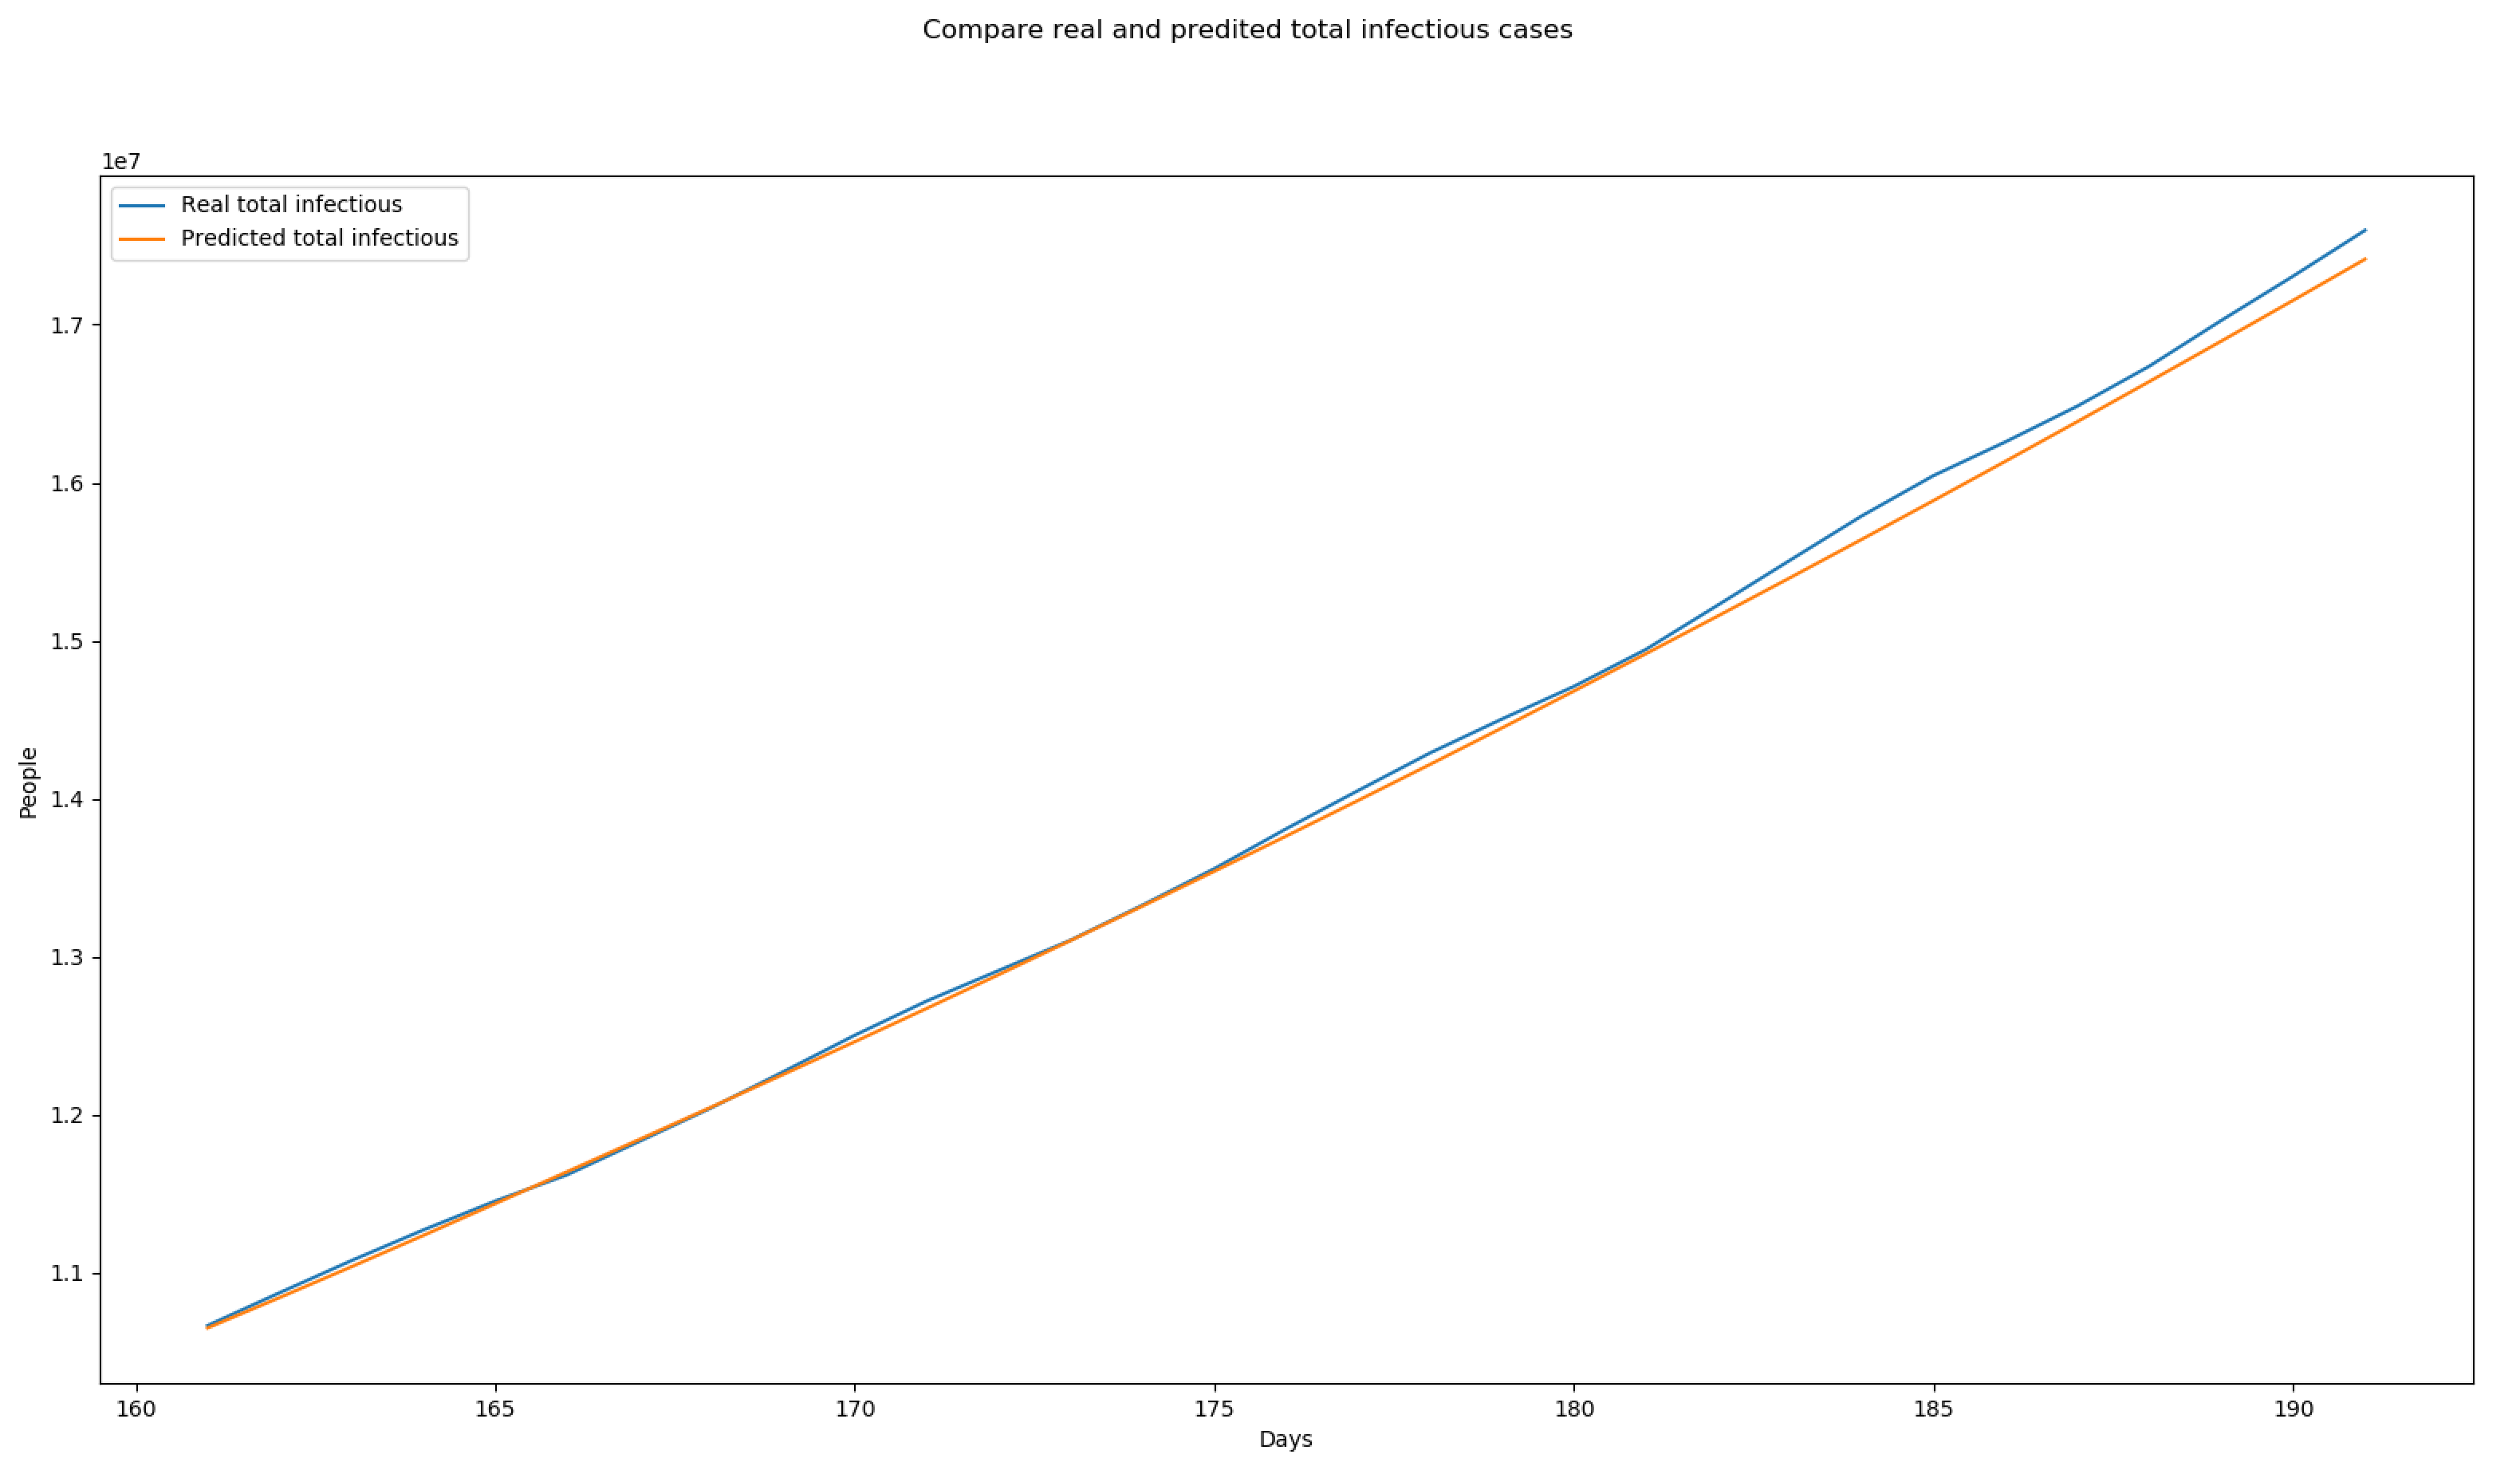 Compare real and predited total infectious cases
1e7
Real total infectious
Predicted total infectious
1.7
1.6
1.5
1.4
1.3
1.2
1.1
People
160 165 170 175 180 185 190
Days